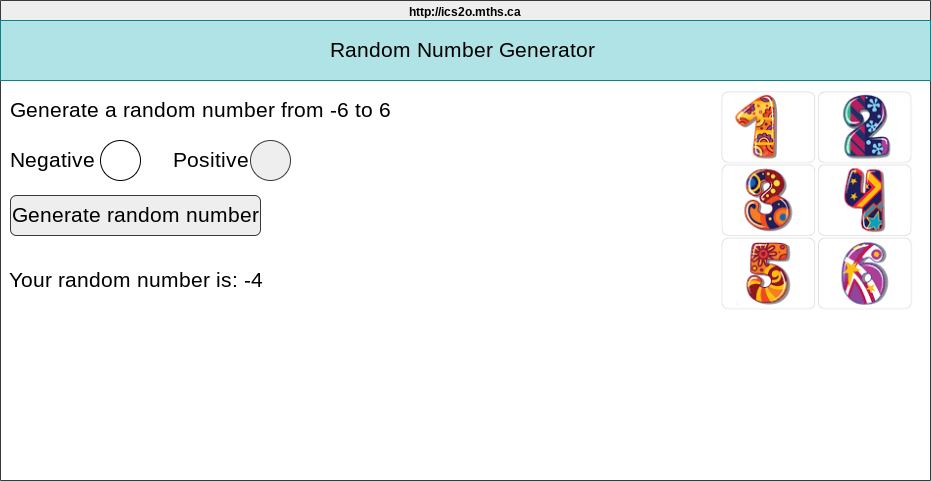 http://ics2o.mths.ca
Random Number Generator
Generate a random number from -6 to 6
Negative Positive
Generate random number
Your random number is: -4
1 2
3 4
5 6